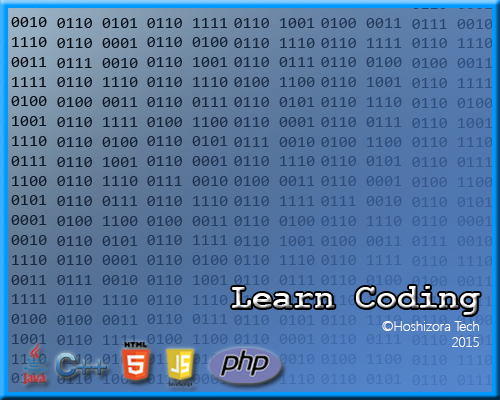 0010 0110 0101 0110 1111 0110 1001 0100 0011 0111 0010
1110 0110 0001 0110 0100 0110 1110 0110 1111 0110 1110
0011 0111 0010 0110 1001 0110 0111 0110 0100 0100 0011
1111 0110 1110 0110 1110 0100 1100 0110 1001 0110 1111
0100 0100 0011 0110 0111 0110 0101 0110 1110 0110 0100
1001 0110 1111 0100 1100 0110 0001 0110 0111 0110 1001
1110 0110 0100 0110 0101 0111 0010 0100 1100 0110 1110
0111 0110 1001 0110 0001 0110 1110 0110 0101 0110 0111
1100 0110 1110 0111 0010 0100 0011 0110 0001 0100 1100
0101 0110 0111 0110 1110 0110 1111 0111 0010 0110 0101
0001 0100 1100 0100 0011 0110 0100 0110 1110 0110 0001
0010 0110 0101 0110 1111 0110 1001 0100 0011 0111 0010
1110 0110 0001 0110 0100 0110 1110 0110 1111 0110 1110
0011 0111 0010 0110 1001
Learn Coding
©Hoshizora Tech
2015
Java C++ HTML 5 JS JavaScript php